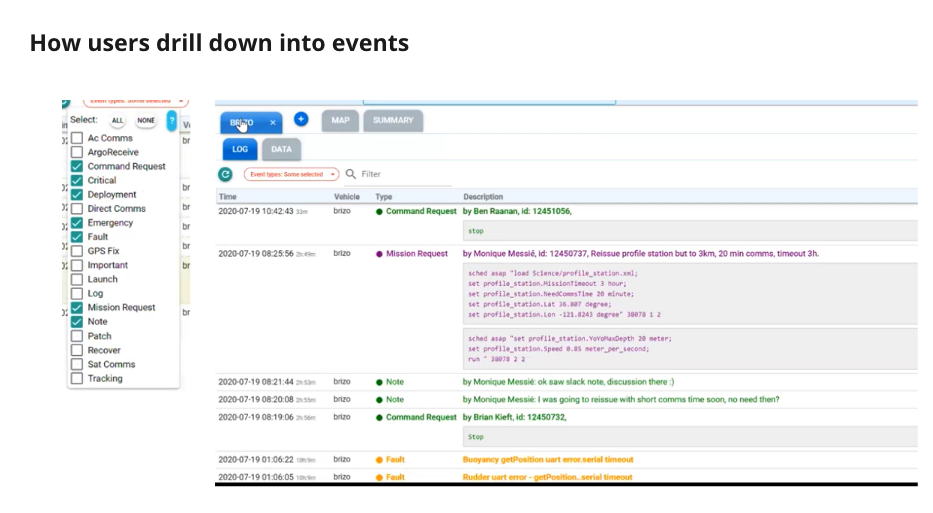 How users drill down into events
Event types: Some selected
Select: ALL NONE ?
Ac Comms
ArgoReceive
Command Request
Critical
Deployment
Direct Comms
Emergency
Fault
GPS Fix
Important
Launch
Log
Mission Request
Note
Patch
Recover
Sat Comms
Tracking
br
br
br
br
br
br
BRIZO × + MAP SUMMARY
LOG DATA
Event types: Some selected Filter
Time Vehicle Type Description
2020-07-19 10:42:43 33m brizo Command Request by Ben Raanan, id: 12451056,
stop
2020-07-19 08:25:56 2h:49m brizo Mission Request by Monique Messié, id: 12450737, Reissue profile station but to 3km, 20 min comms, timeout 3h.
sched asap "load Science/profile_station.xml;
set profile_station.MissionTimeout 3 hour;
set profile_station.NeedCommsTime 20 minute;
set profile_station.Lat 36.807 degree;
set profile_station.Lon -121.8243 degree" 38078 1 2
sched asap "set profile_station.YoYoMaxDepth 20 meter;
set profile_station.Speed 0.85 meter_per_second;
run " 38078 2 2
2020-07-19 08:21:44 2h:53m brizo Note by Monique Messié: ok saw slack note, discussion there :)
2020-07-19 08:20:08 2h:55m brizo Note by Monique Messié: I was going to reissue with short comms time soon, no need then?
2020-07-19 08:19:06 2h:56m brizo Command Request by Brian Kieft, id: 12450732,
Stop
2020-07-19 01:06:22 brizo Fault Buoyancy getPosition uart error.serial timeout
2020-07-19 01:06:05 brizo Fault Rudder uart error - getPosition..serial timeout